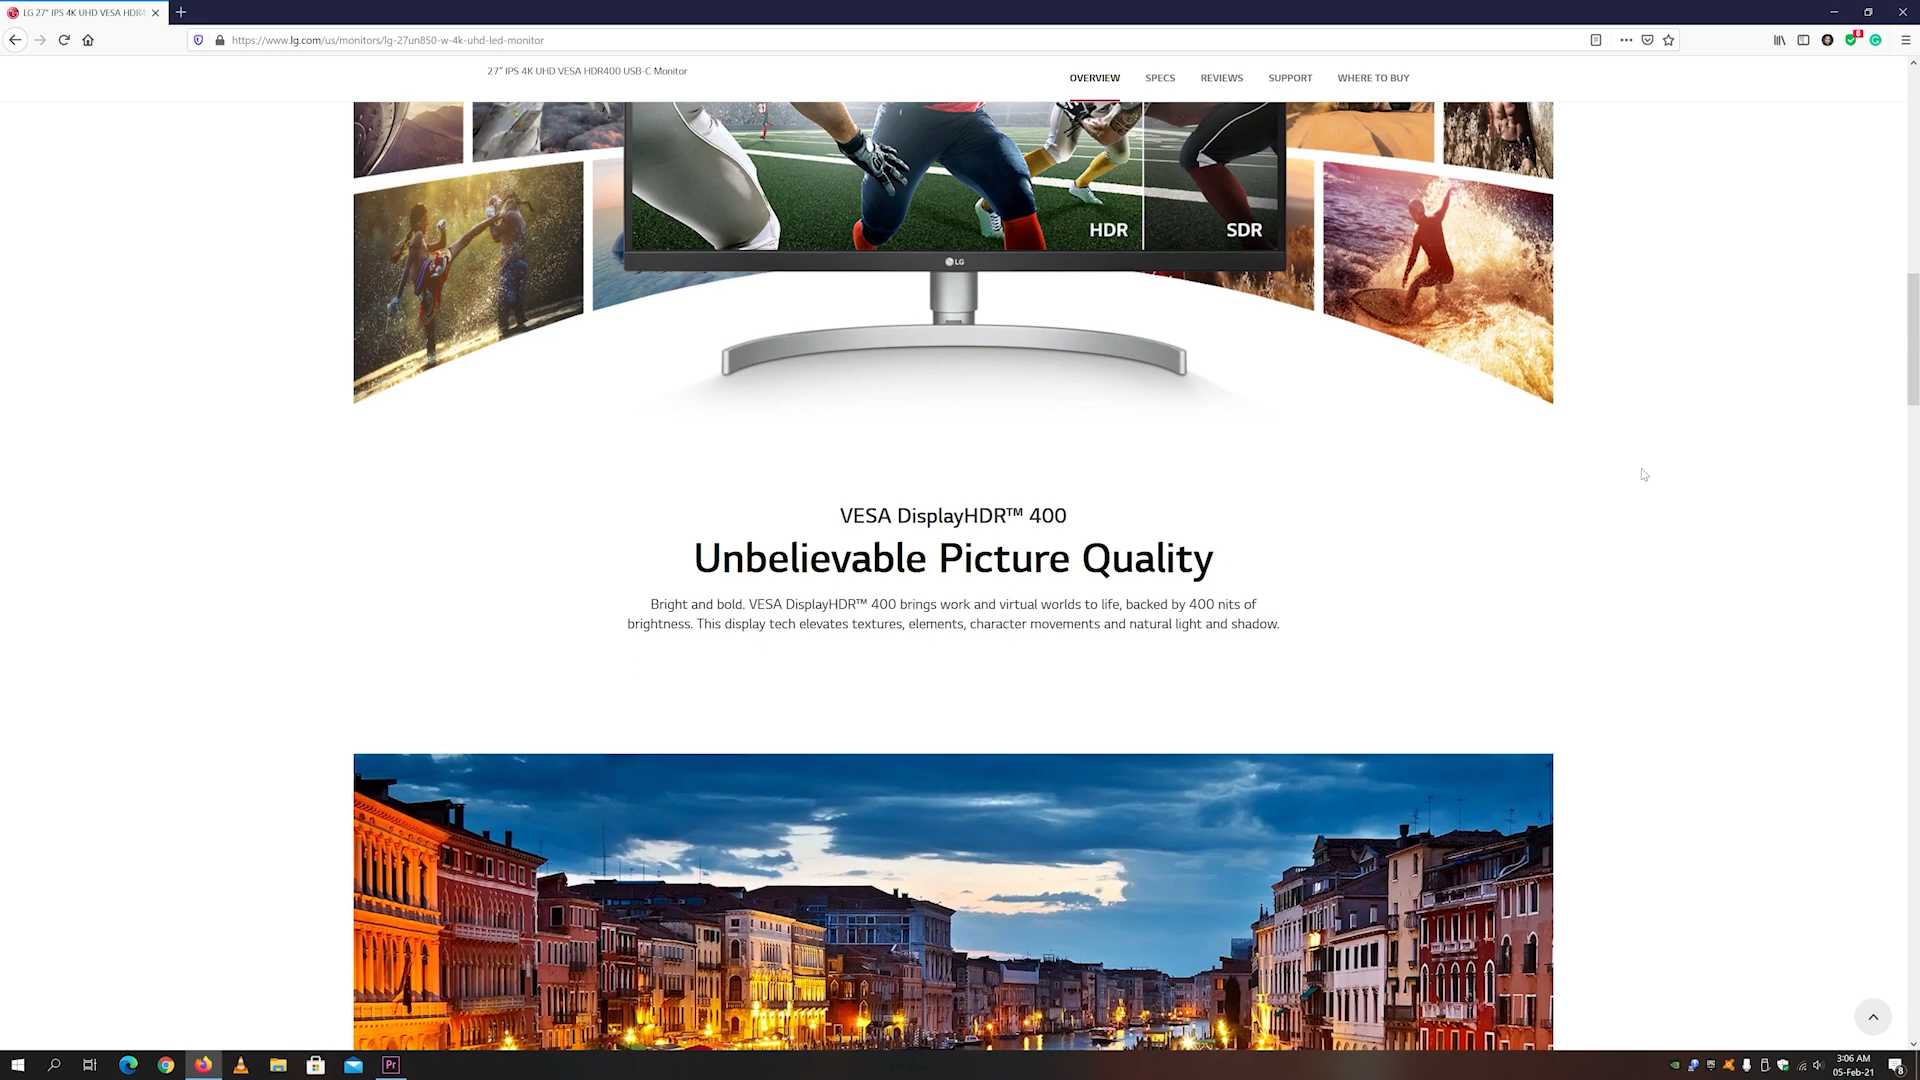 LG 27" IPS 4K UHD VESA HDR4
https://www.lg.com/us/monitors/lg-27un850-w-4k-uhd-led-monitor
8
27" IPS 4K UHD VESA HDR400 USB-C Monitor
OVERVIEW SPECS REVIEWS SUPPORT WHERE TO BUY
HDR SDR
LG
VESA DisplayHDR™ 400
Unbelievable Picture Quality
Bright and bold. VESA DisplayHDR™ 400 brings work and virtual worlds to life, backed by 400 nits of
brightness. This display tech elevates textures, elements, character movements and natural light and shadow.
Pr
3:06 AM
05-Feb-21
8